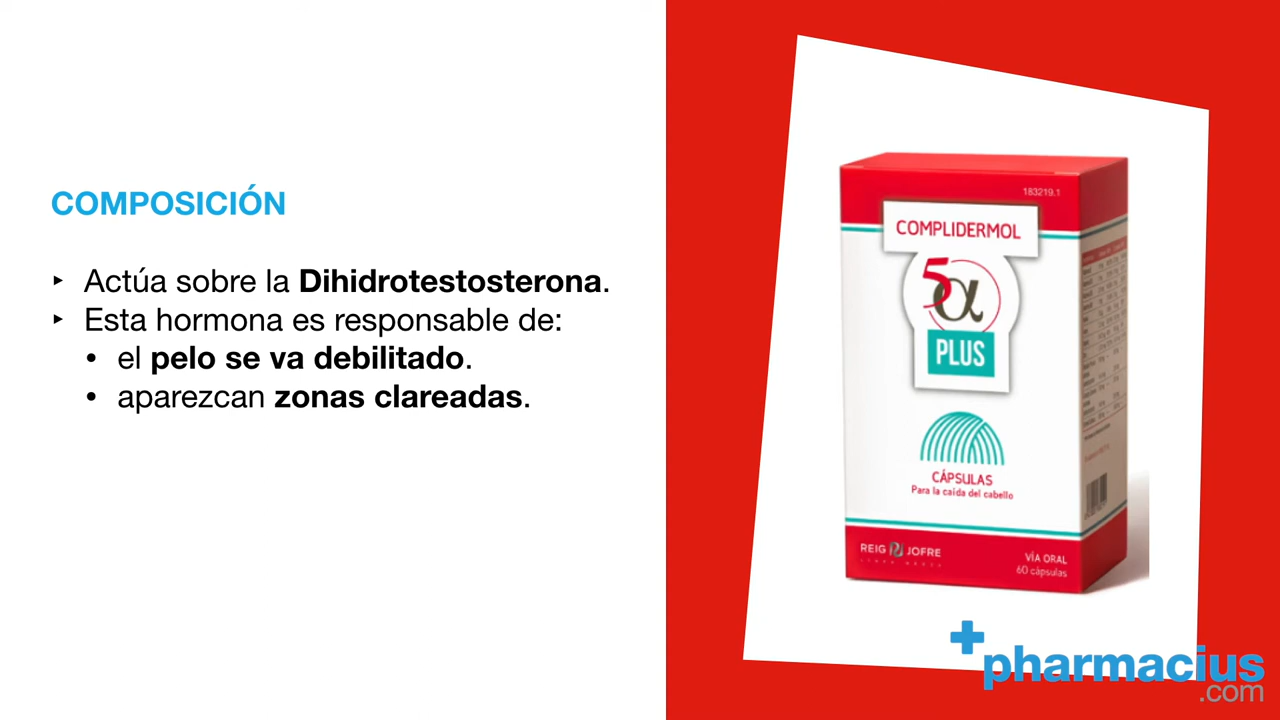 COMPOSICIÓN
‣ Actúa sobre la Dihidrotestosterona.
‣ Esta hormona es responsable de:
• el pelo se va debilitado.
• aparezcan zonas clareadas.
183219.1
COMPLIDERMOL
5α
PLUS
CÁPSULAS
Para la caída del cabello
REIG JOFRE
VÍA ORAL
60 cápsulas
pharmacius
.com